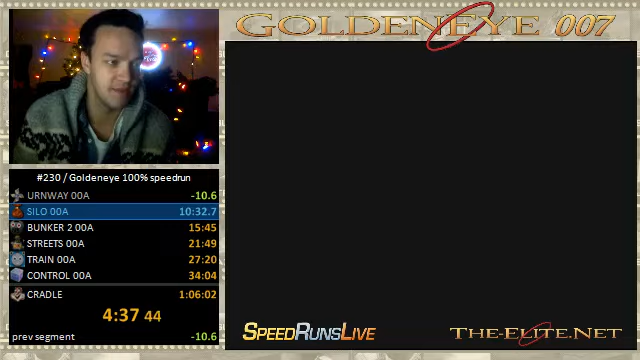 GOLDENEYE 007
#230 / Goldeneye 100% speedrun
URNWAY 00A -10.6
SILO 00A 10:32.7
BUNKER 2 00A 15:45
STREETS 00A 21:49
TRAIN 00A 27:20
CONTROL 00A 34:04
CRADLE 1:06:02
4:37 44
prev segment -10.6
SPEEDRUNSLIVE
THE-ELITE.NET